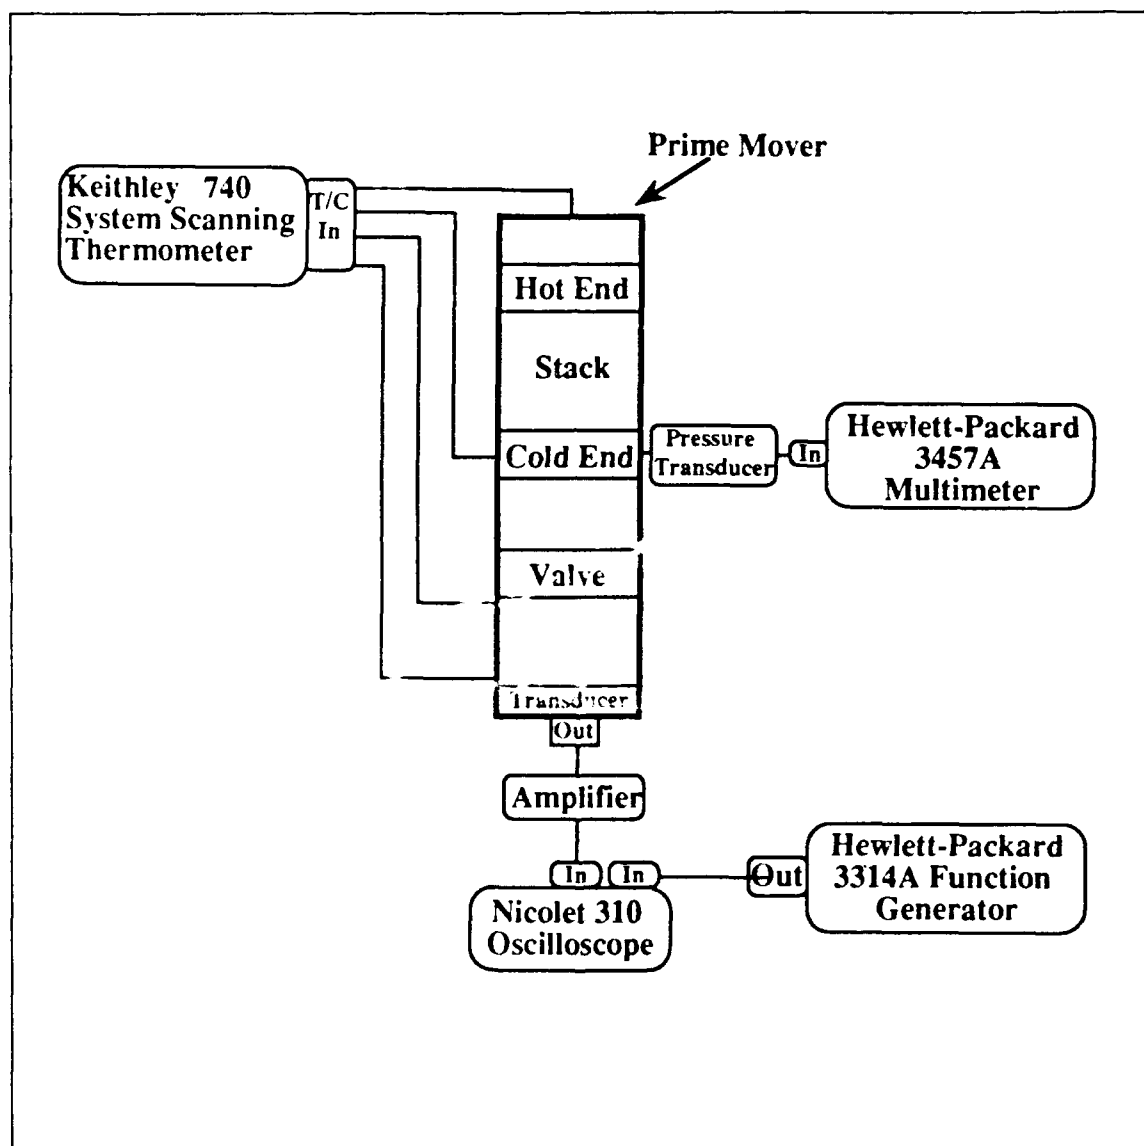 Prime Mover
Keithley 740
System Scanning
Thermometer
T/C
In
Hot End
Stack
Cold End
Pressure
Transducer
In
Hewlett-Packard
3457A
Multimeter
Valve
Transducer
Out
Amplifier
In
In
Nicolet 310
Oscilloscope
Out
Hewlett-Packard
3314A Function
Generator